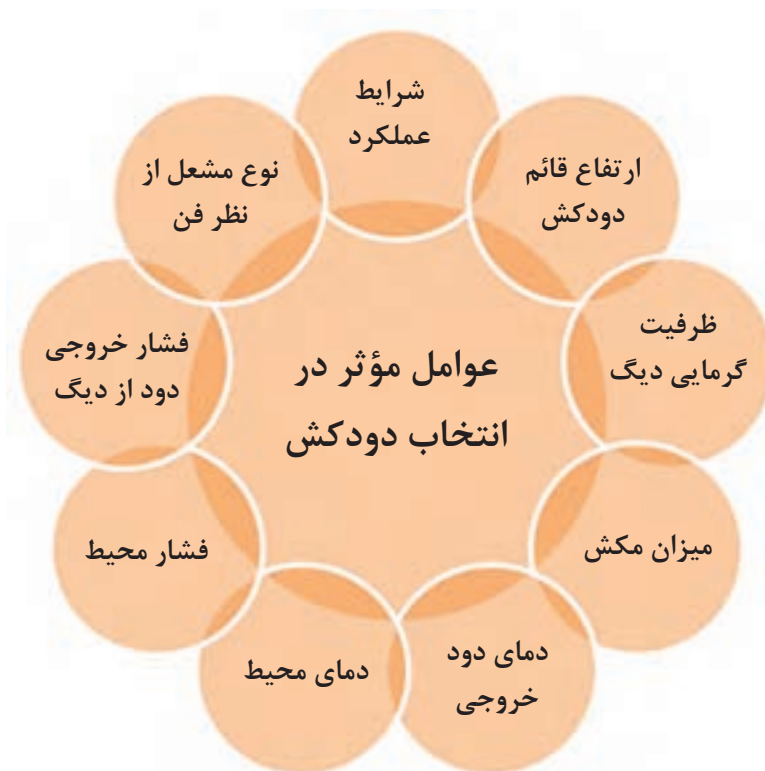 عوامل مؤثر در
انتخاب دودکش
شرایط
عملکرد
ارتفاع قائم
دودکش
ظرفیت
گرمایی دیگ
میزان مکش
دمای دود
خروجی
دمای محیط
فشار محیط
فشار خروجی
دود از دیگ
نوع مشعل از
نظر فن